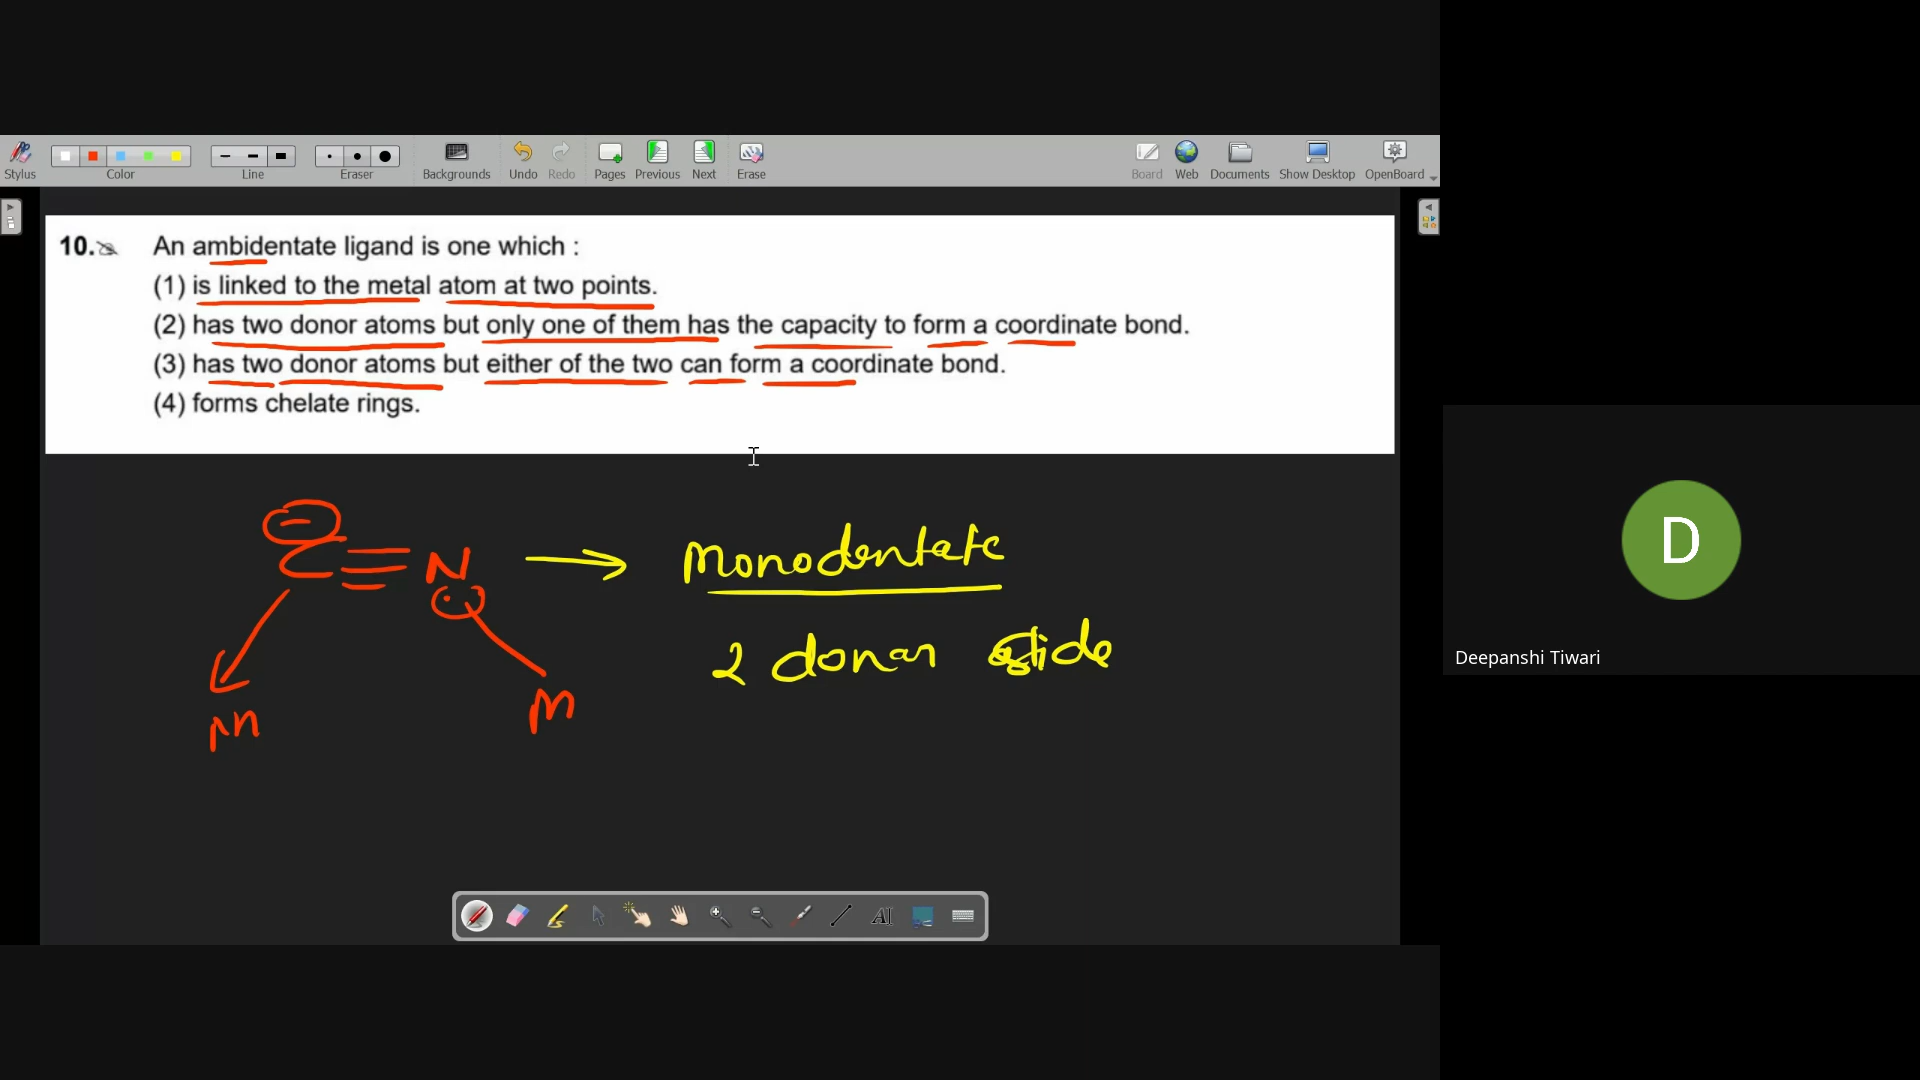 Stylus
Color
Line
Eraser
Backgrounds
Undo
Redo
Pages
Previous
Next
Erase
Board
Web
Documents
Show Desktop
OpenBoard
10. An ambidentate ligand is one which :
(1) is linked to the metal atom at two points.
(2) has two donor atoms but only one of them has the capacity to form a coordinate bond.
(3) has two donor atoms but either of the two can form a coordinate bond.
(4) forms chelate rings.
C≡N → Monodentate
2 donar
M M
D
Deepanshi Tiwari